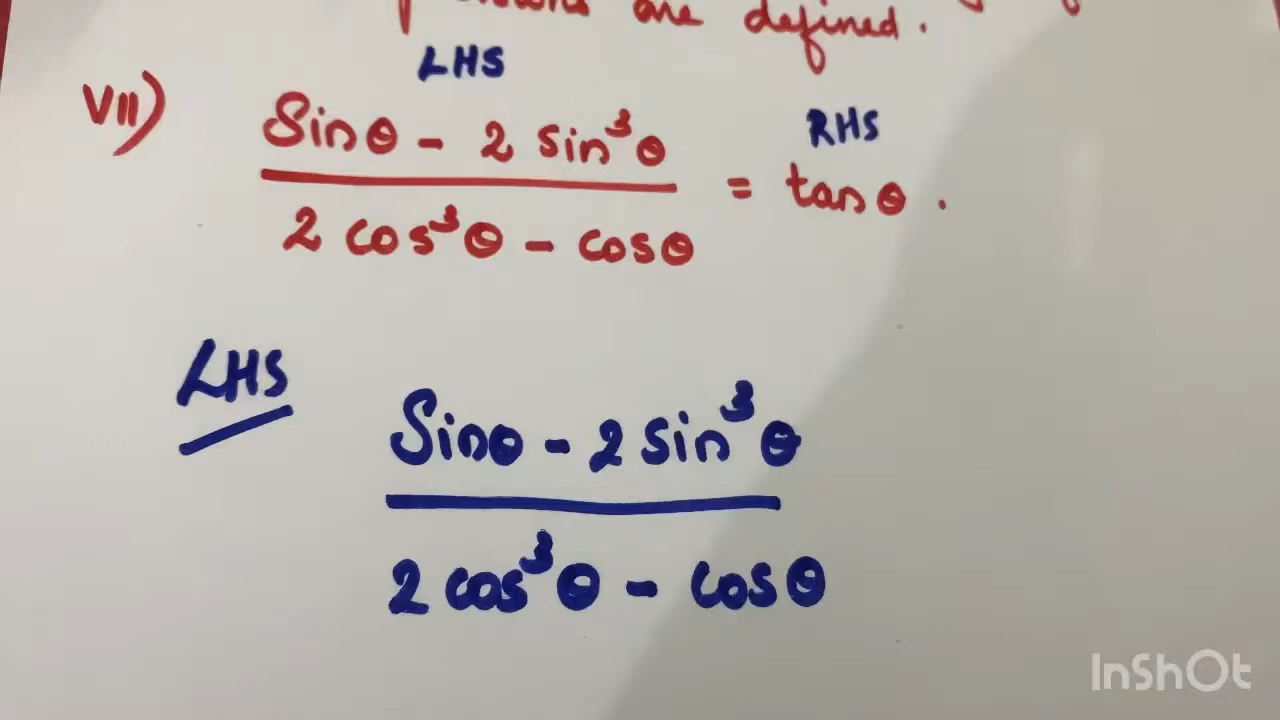 are defined.
LHS
VII) Sinθ - 2 sin³θ
RHS
= tanθ.
2 cos³θ - cosθ
LHS
Sinθ - 2 sin³θ
2 cos³θ - cosθ
InShOt